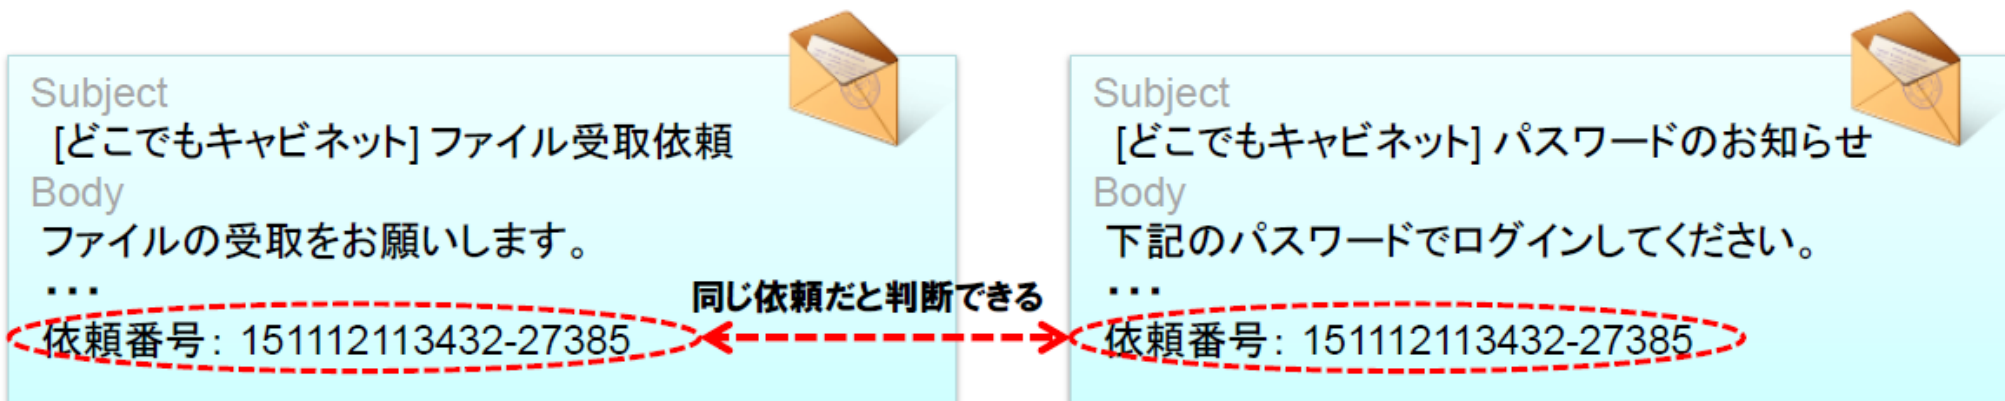 Subject
[どこでもキャビネット] ファイル受取依頼
Body
ファイルの受取をお願いします。
・・・
依頼番号： 151112113432-27385
同じ依頼だと判断できる
Subject
[どこでもキャビネット] パスワードのお知らせ
Body
下記のパスワードでログインしてください。
・・・
依頼番号： 151112113432-27385